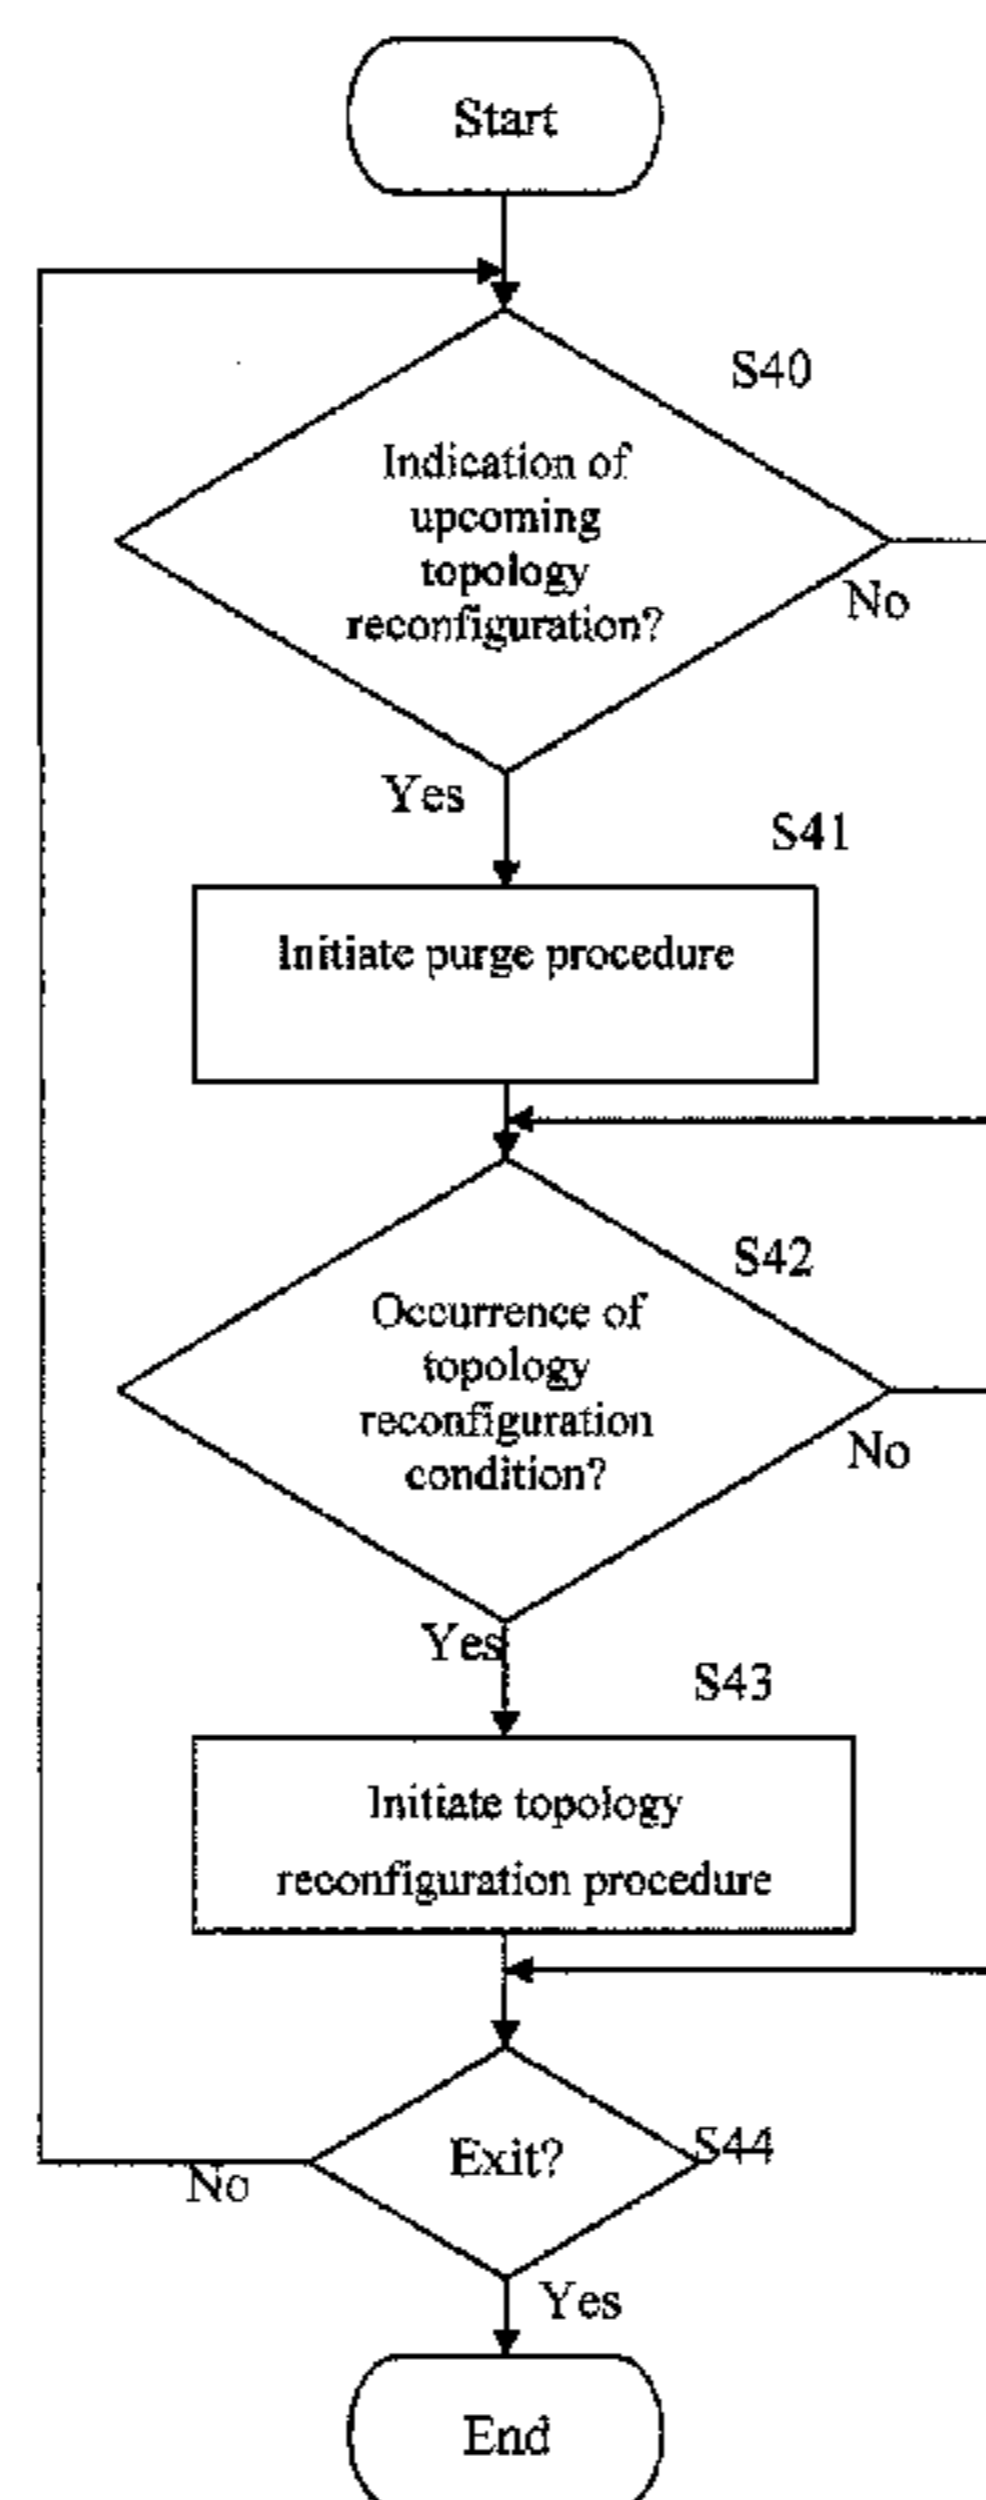 Start
S40
Indication of
upcoming
topology
reconfiguration?
No
Yes
S41
Initiate purge procedure
S42
Occurrence of
topology
reconfiguration
condition?
No
Yes
S43
Initiate topology
reconfiguration procedure
Exit?
S44
No
Yes
End